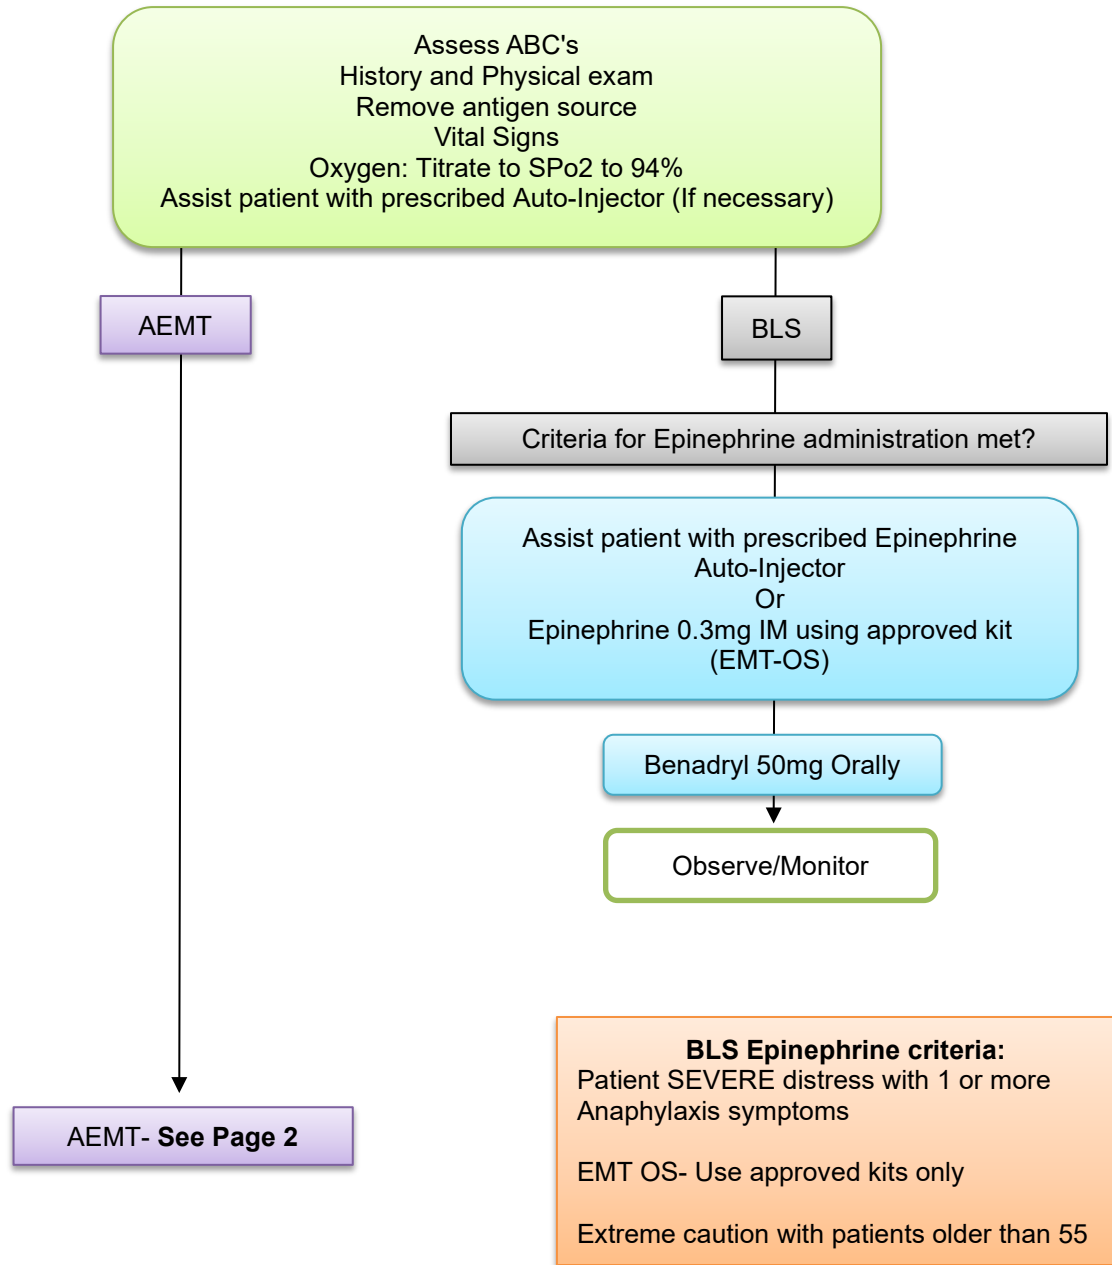 Assess ABC's
History and Physical exam
Remove antigen source
Vital Signs
Oxygen: Titrate to SPo2 to 94%
Assist patient with prescribed Auto-Injector (If necessary)
AEMT
BLS
Criteria for Epinephrine administration met?
Assist patient with prescribed Epinephrine
Auto-Injector
Or
Epinephrine 0.3mg IM using approved kit
(EMT-OS)
Benadryl 50mg Orally
Observe/Monitor
AEMT- See Page 2
BLS Epinephrine criteria:
Patient SEVERE distress with 1 or more
Anaphylaxis symptoms
EMT OS- Use approved kits only
Extreme caution with patients older than 55